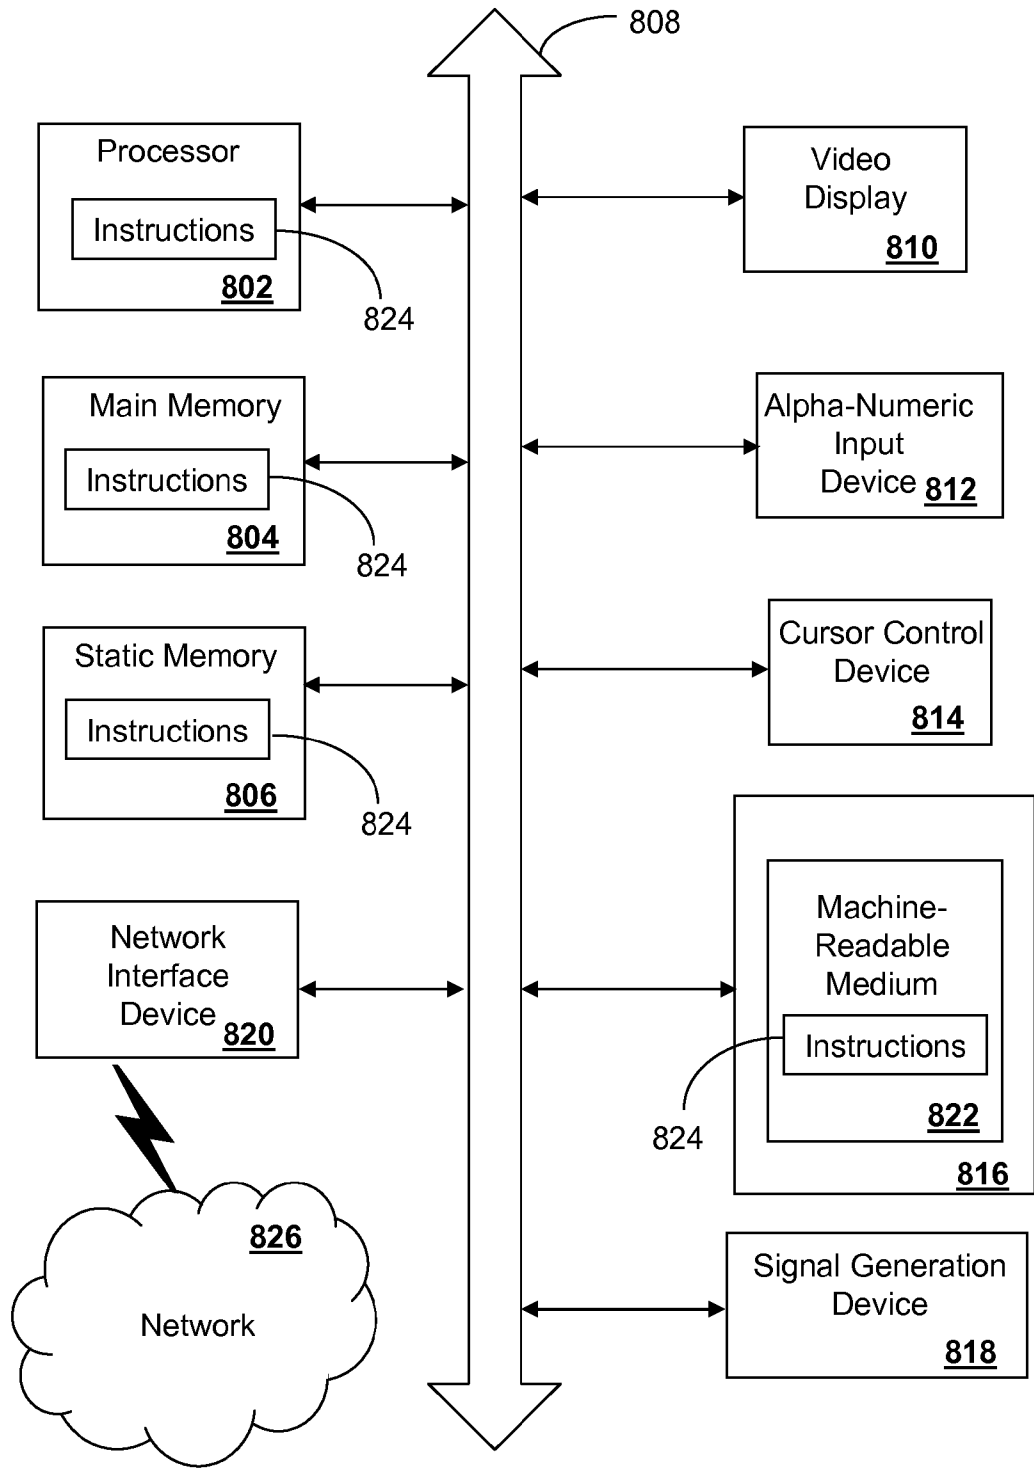 808
Processor
Instructions
802
824
Main Memory
Instructions
804
824
Static Memory
Instructions
806
824
Network
Interface
Device
820
826
Network
Video
Display
810
Alpha-Numeric
Input
Device
812
Cursor Control
Device
814
Machine-
Readable
Medium
Instructions
822
824
816
Signal Generation
Device
818